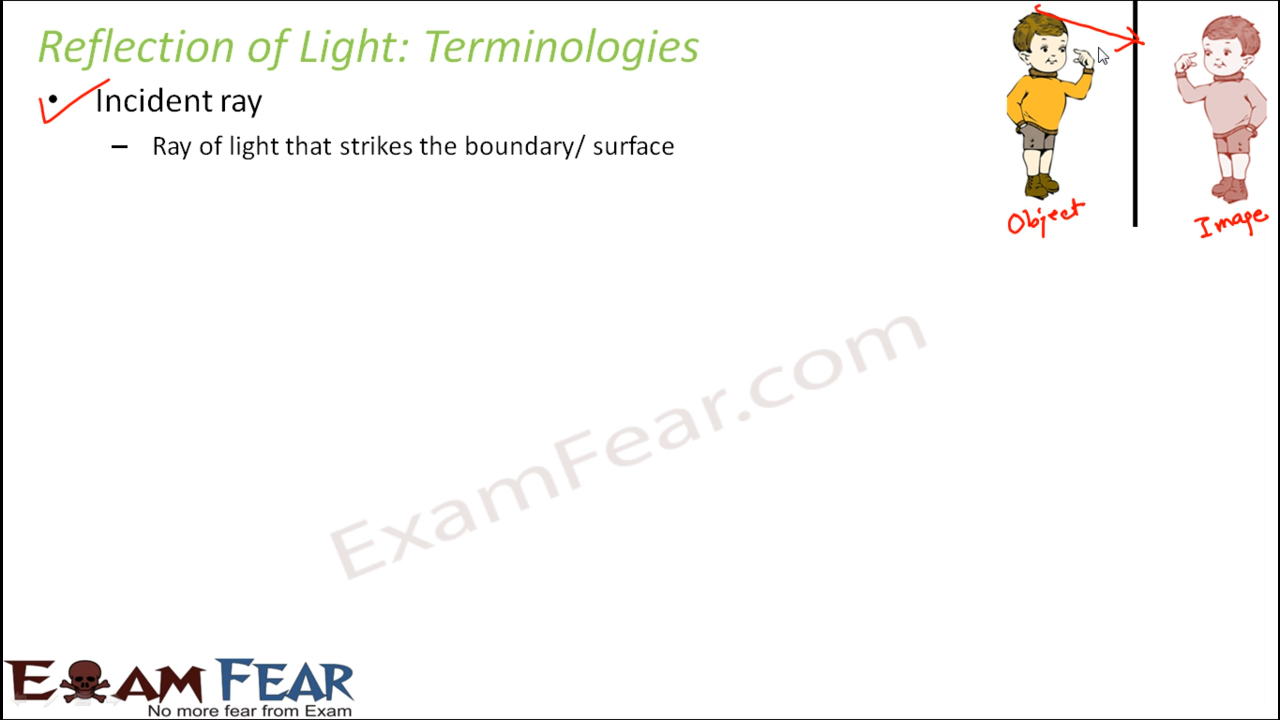 Reflection of Light: Terminologies
• Incident ray
– Ray of light that strikes the boundary/ surface
Object
Image
ExamFear.com
EXAM FEAR
No more fear from Exam